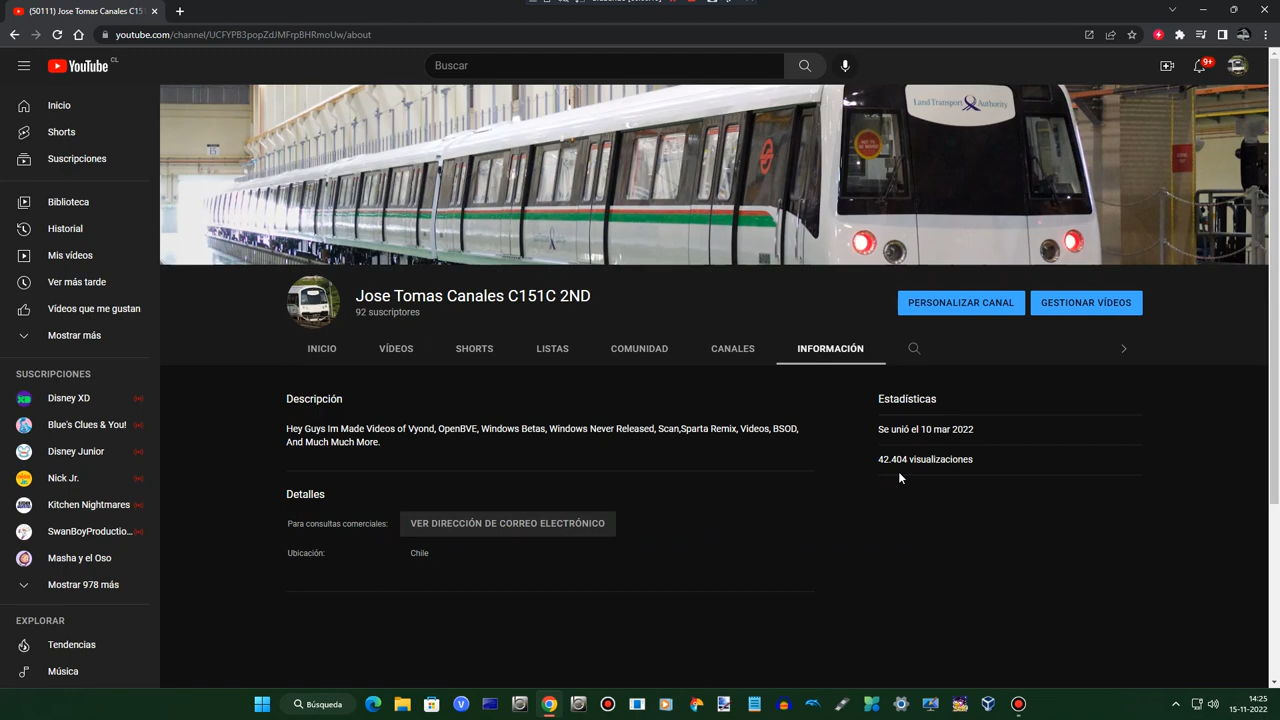 (50111) Jose Tomas Canales C151
youtube.com/channel/UCFYPB3popZdJMFrpBHRmoUw/about
YouTube CL
Buscar
9+
Inicio
Shorts
Suscripciones
Biblioteca
Historial
Mis vídeos
Ver más tarde
Vídeos que me gustan
Mostrar más
SUSCRIPCIONES
Disney XD
Blue's Clues & You!
Disney Junior
Nick Jr.
Kitchen Nightmares
SwanBoyProductio...
Masha y el Oso
Mostrar 978 más
EXPLORAR
Tendencias
Música
Land Transport Authority
Jose Tomas Canales C151C 2ND
92 suscriptores
PERSONALIZAR CANAL
GESTIONAR VÍDEOS
INICIO VÍDEOS SHORTS LISTAS COMUNIDAD CANALES INFORMACIÓN
Descripción
Hey Guys Im Made Videos of Vyond, OpenBVE, Windows Betas, Windows Never Released, Scan,Sparta Remix, Videos, BSOD,
And Much Much More.
Detalles
Para consultas comerciales: VER DIRECCIÓN DE CORREO ELECTRÓNICO
Ubicación: Chile
Estadísticas
Se unió el 10 mar 2022
42.404 visualizaciones
Búsqueda
14:25
15-11-2022